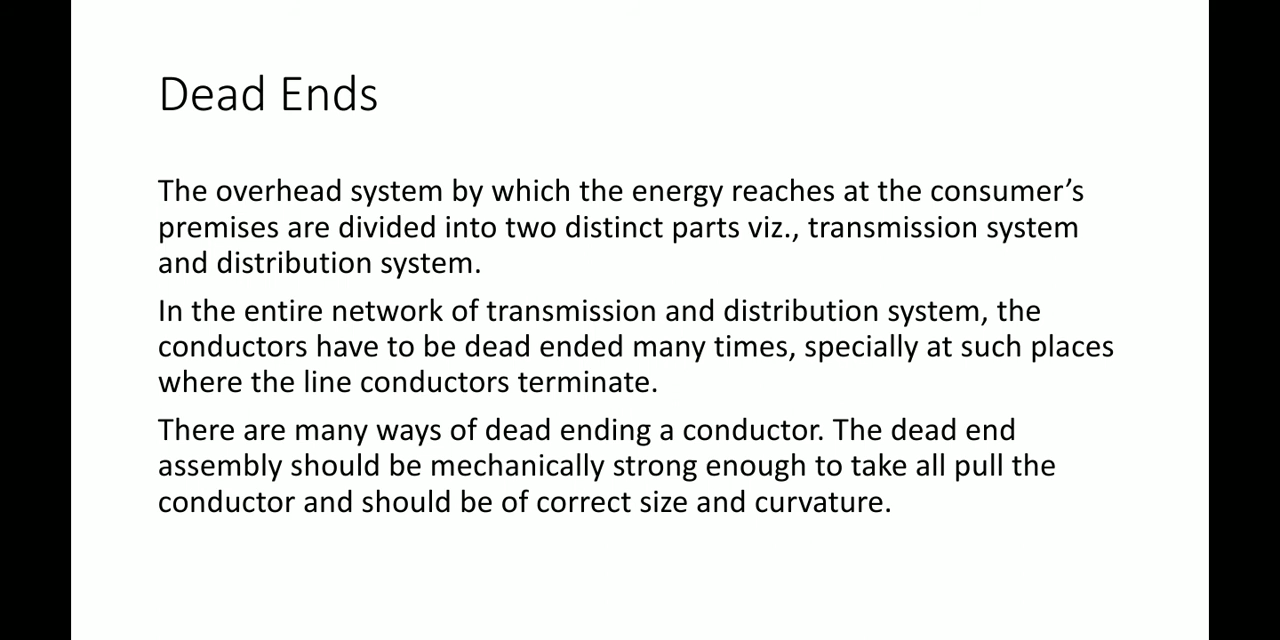 Dead Ends
The overhead system by which the energy reaches at the consumer’s
premises are divided into two distinct parts viz., transmission system
and distribution system.
In the entire network of transmission and distribution system, the
conductors have to be dead ended many times, specially at such places
where the line conductors terminate.
There are many ways of dead ending a conductor. The dead end
assembly should be mechanically strong enough to take all pull the
conductor and should be of correct size and curvature.